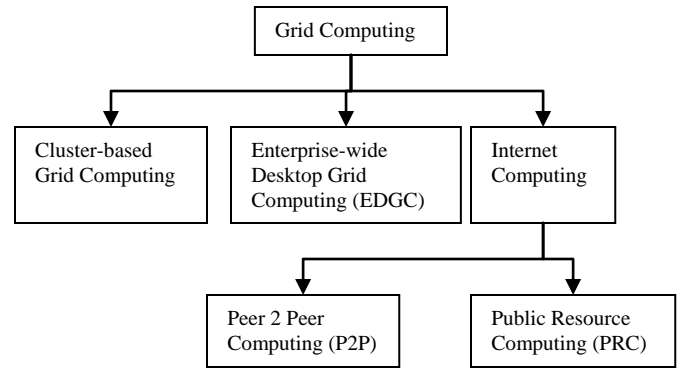 Grid Computing
Cluster-based
Grid Computing
Enterprise-wide
Desktop Grid
Computing (EDGC)
Internet
Computing
Peer 2 Peer
Computing (P2P)
Public Resource
Computing (PRC)